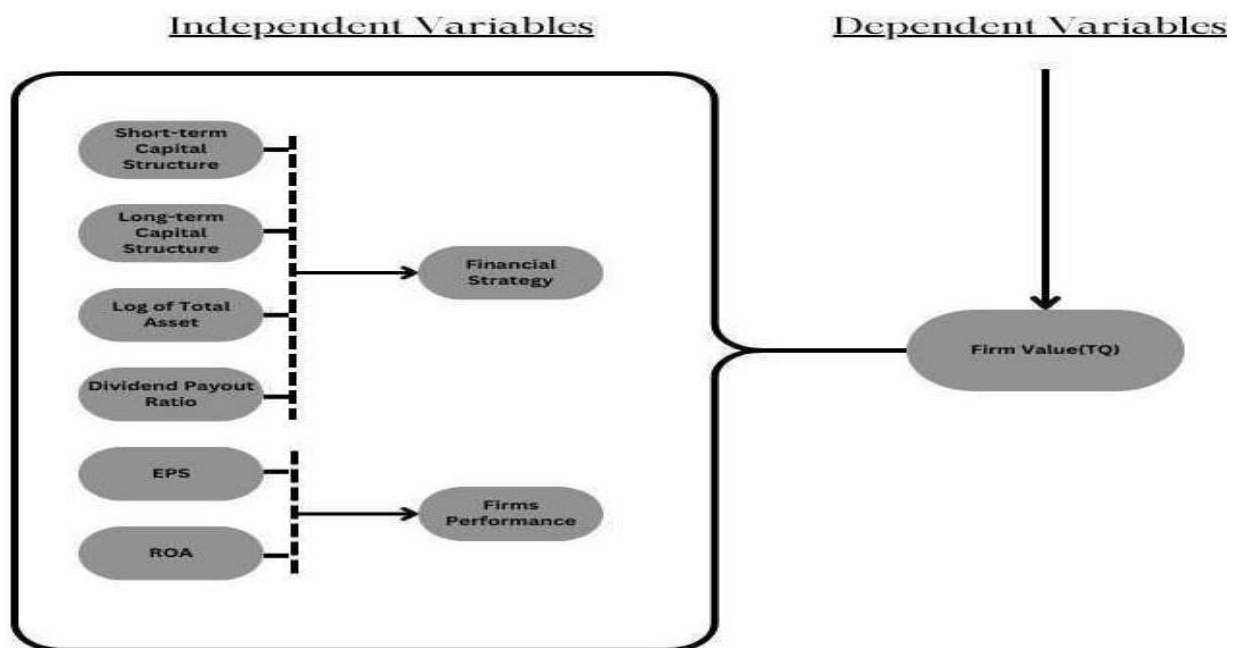 Independent Variables
Dependent Variables
Short-term
Capital
Structure
Long-term
Capital
Structure
Log of Total
Asset
Dividend Payout
Ratio
EPS
ROA
Financial
Strategy
Firms
Performance
Firm Value(TQ)